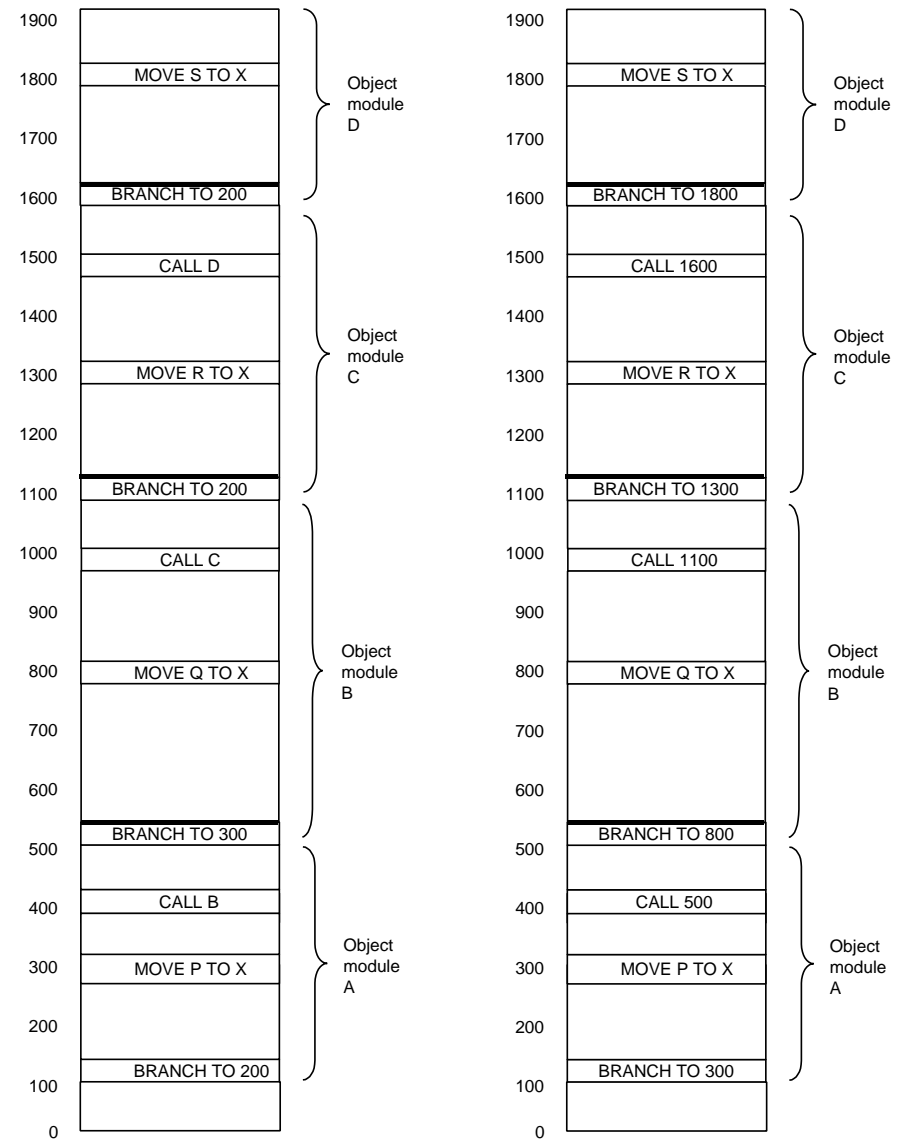 1900
1800
1700
1600
1500
1400
1300
1200
1100
1000
900
800
700
600
500
400
300
200
100
0
MOVE S TO X
BRANCH TO 200
CALL D
MOVE R TO X
BRANCH TO 200
CALL C
MOVE Q TO X
BRANCH TO 300
CALL B
MOVE P TO X
BRANCH TO 200
Object
module
D
Object
module
C
Object
module
B
Object
module
A
1900
1800
1700
1600
1500
1400
1300
1200
1100
1000
900
800
700
600
500
400
300
200
100
0
MOVE S TO X
BRANCH TO 1800
CALL 1600
MOVE R TO X
BRANCH TO 1300
CALL 1100
MOVE Q TO X
BRANCH TO 800
CALL 500
MOVE P TO X
BRANCH TO 300
Object
module
D
Object
module
C
Object
module
B
Object
module
A